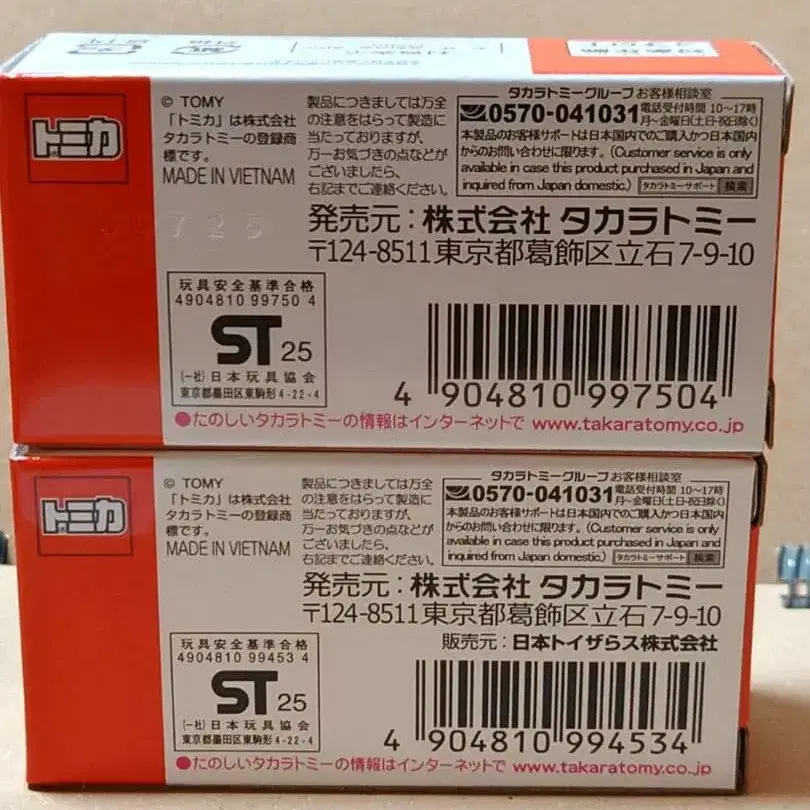 トミカ
© TOMY
「トミカ」は株式会社
タカラトミーの登録商
標です。
MADE IN VIETNAM
725
製品につきましては万全
の注意をはらって製造に
当たっておりますが、
万一お気づきの点などが
ございましたら、
右記までご連絡ください。
タカラトミーグループ お客様相談室
0570-041031 電話受付時間 10〜17時
月〜金曜日(土・日・祝日除く)
本製品のお客様サポートは日本国内でのご購入かつ日本国内
からのお問い合わせに限ります。(Customer service is only
available in case this product purchased in Japan and
inquired from Japan domestic.) タカラトミーサポート 検索
発売元：株式会社 タカラトミー
〒124-8511 東京都葛飾区立石7-9-10
玩具安全基準合格
4904810 99750 4
ST 25
(一社)日本玩具協会
東京都墨田区東駒形4-22-4
4 904810 997504
●たのしいタカラトミーの情報はインターネットで www.takaratomy.co.jp
トミカ
© TOMY
「トミカ」は株式会社
タカラトミーの登録商
標です。
MADE IN VIETNAM
製品につきましては万全
の注意をはらって製造に
当たっておりますが、
万一お気づきの点などが
ございましたら、
右記までご連絡ください。
タカラトミーグループ お客様相談室
0570-041031 電話受付時間 10〜17時
月〜金曜日(土・日・祝日除く)
本製品のお客様サポートは日本国内でのご購入かつ日本国内
からのお問い合わせに限ります。(Customer service is only
available in case this product purchased in Japan and
inquired from Japan domestic.) タカラトミーサポート 検索
発売元：株式会社 タカラトミー
〒124-8511 東京都葛飾区立石7-9-10
販売元：日本トイザらス株式会社
玩具安全基準合格
4904810 99453 4
ST 25
(一社)日本玩具協会
東京都墨田区東駒形4-22-4
4 904810 994534
●たのしいタカラトミーの情報はインターネットで www.takaratomy.co.jp